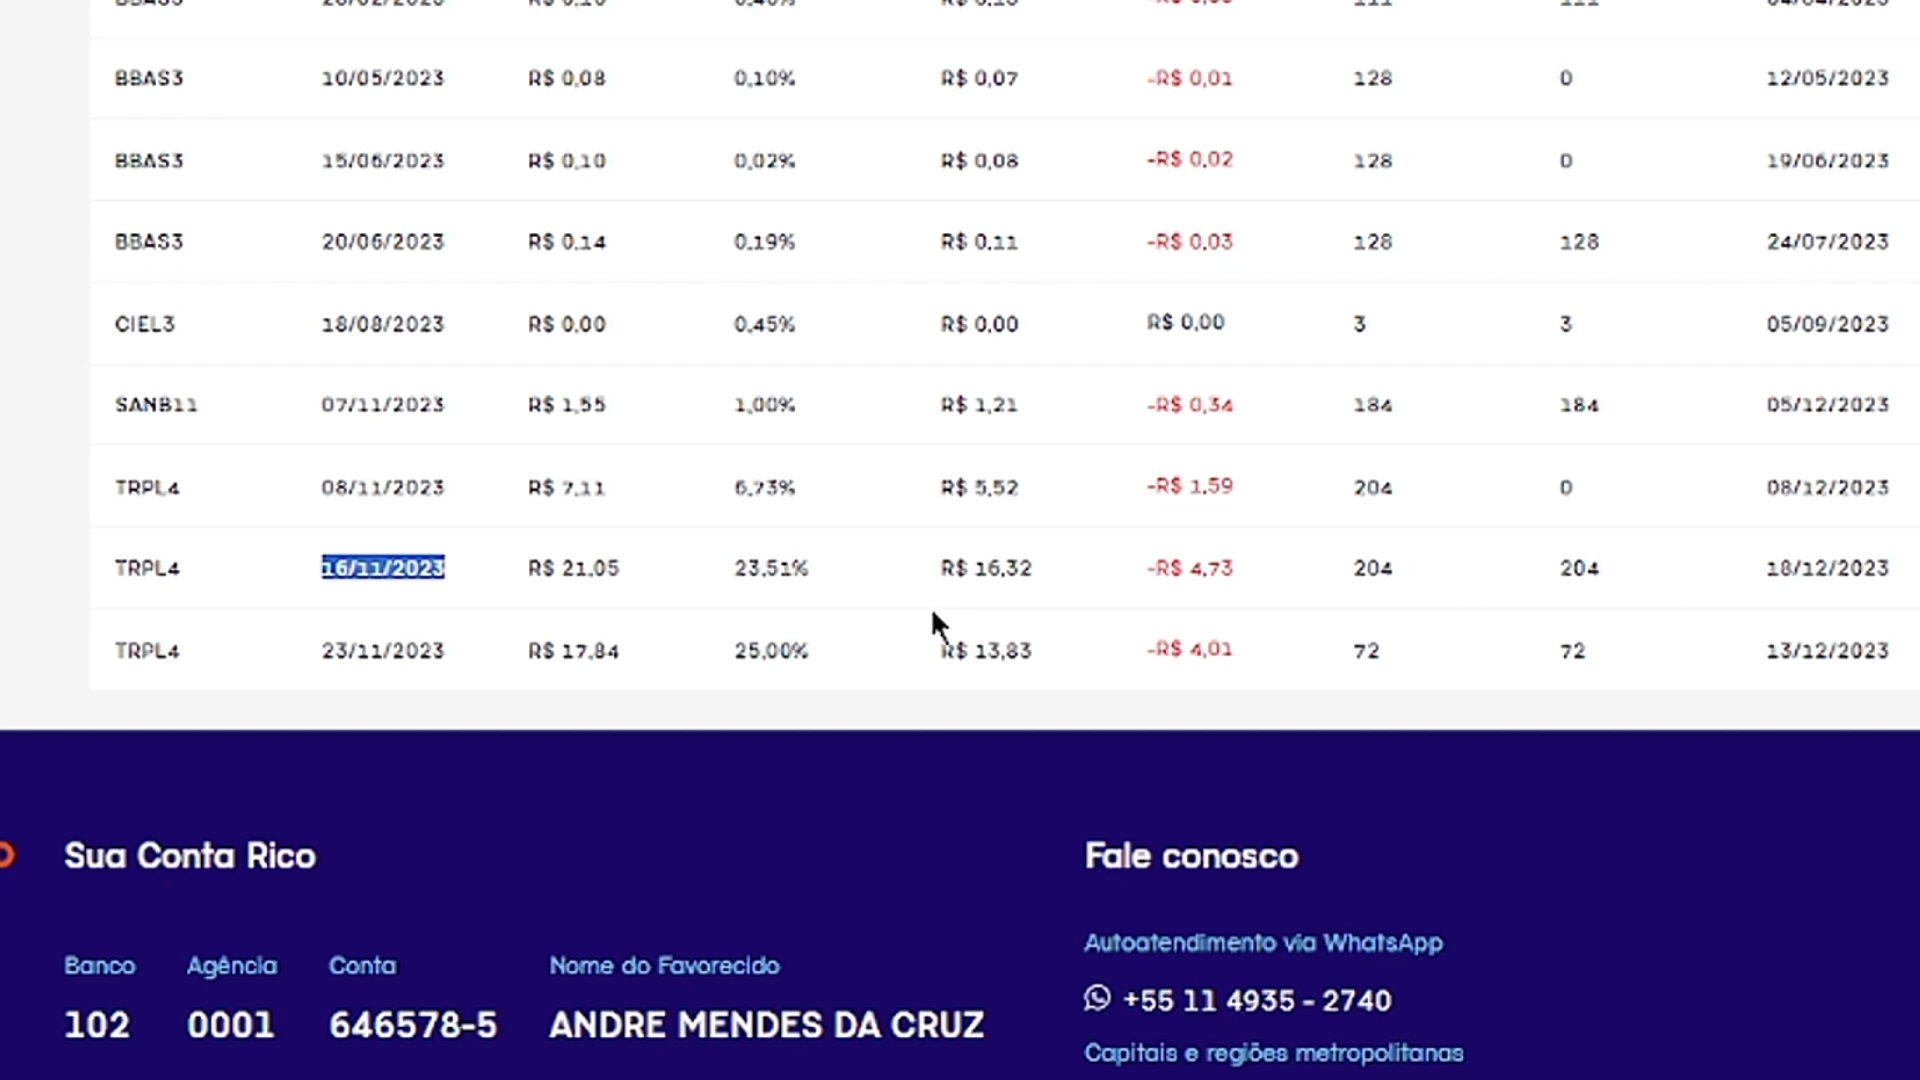 BBAS3 10/05/2023 R$ 0,08 0,10% R$ 0,07 -R$ 0,01 128 0 12/05/2023
BBAS3 15/06/2023 R$ 0,10 0,02% R$ 0,08 -R$ 0,02 128 0 19/06/2023
BBAS3 20/06/2023 R$ 0,14 0,19% R$ 0,11 -R$ 0,03 128 128 24/07/2023
CIEL3 18/08/2023 R$ 0,00 0,45% R$ 0,00 R$ 0,00 3 3 05/09/2023
SANB11 07/11/2023 R$ 1,55 1,00% R$ 1,21 -R$ 0,34 184 184 05/12/2023
TRPL4 08/11/2023 R$ 7,11 6,73% R$ 5,52 -R$ 1,59 204 0 08/12/2023
TRPL4 16/11/2023 R$ 21,05 23,51% R$ 16,32 -R$ 4,73 204 204 18/12/2023
TRPL4 23/11/2023 R$ 17,84 25,00% R$ 13,83 -R$ 4,01 72 72 13/12/2023
Sua Conta Rico
Banco Agência Conta Nome do Favorecido
102 0001 646578-5 ANDRE MENDES DA CRUZ
Fale conosco
Autoatendimento via WhatsApp
+55 11 4935 - 2740
Capitais e regiões metropolitanas